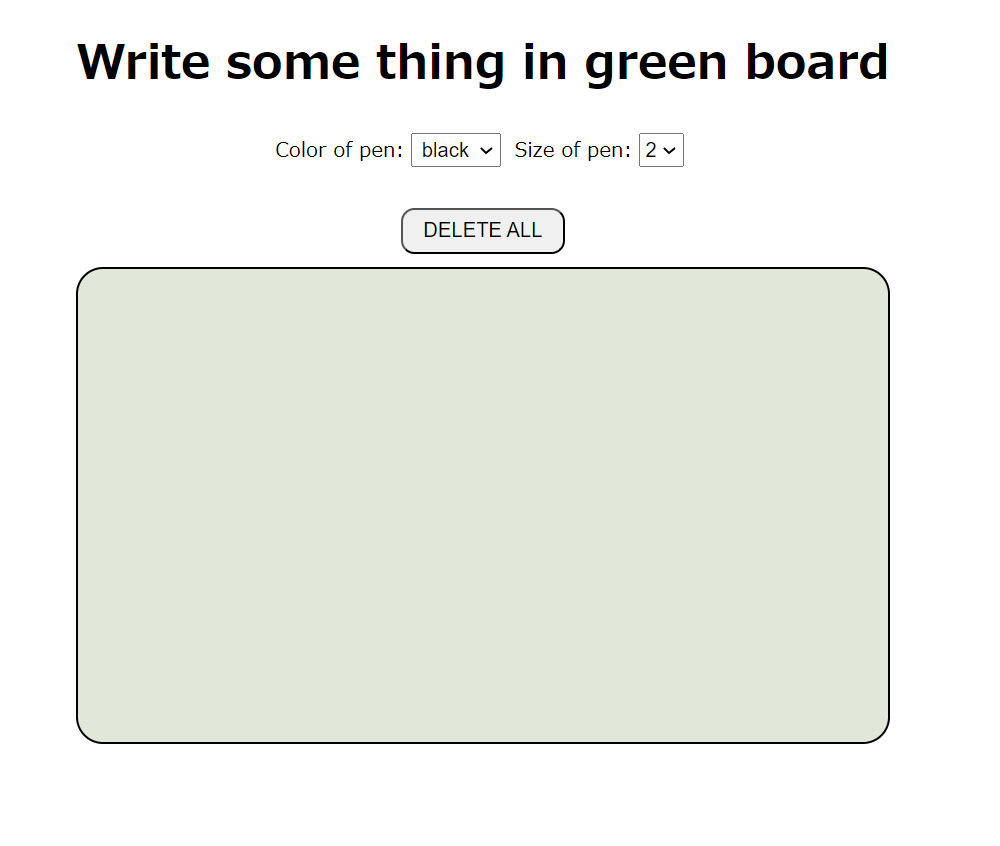 Write some thing in green board
Color of pen: black Size of pen: 2
DELETE ALL